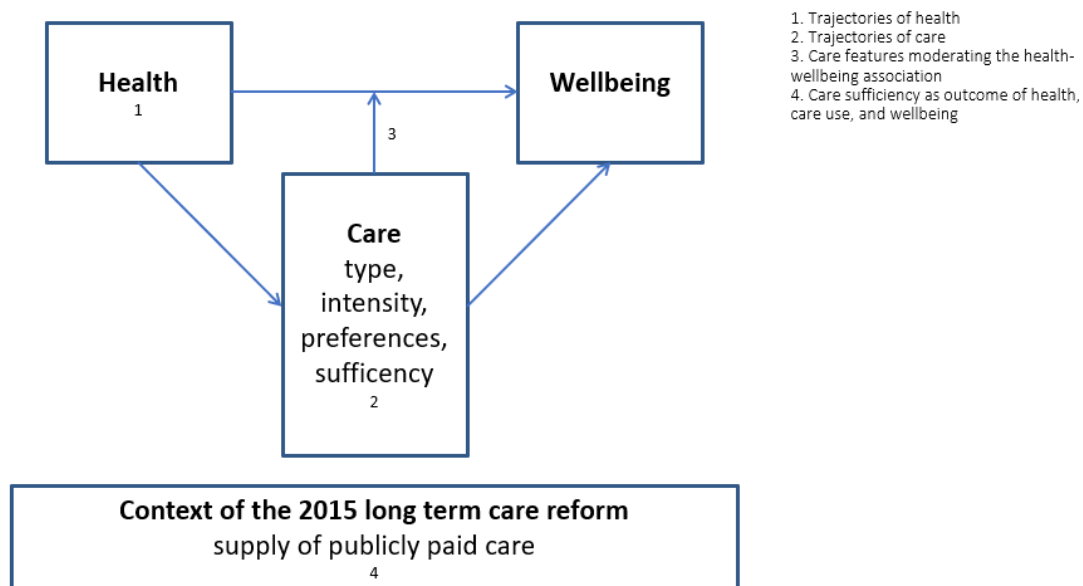 Health
1
Wellbeing
1. Trajectories of health
2. Trajectories of care
3. Care features moderating the health-
wellbeing association
4. Care sufficiency as outcome of health,
care use, and wellbeing
3
Care
type,
intensity,
preferences,
sufficency
2
Context of the 2015 long term care reform
supply of publicly paid care
4